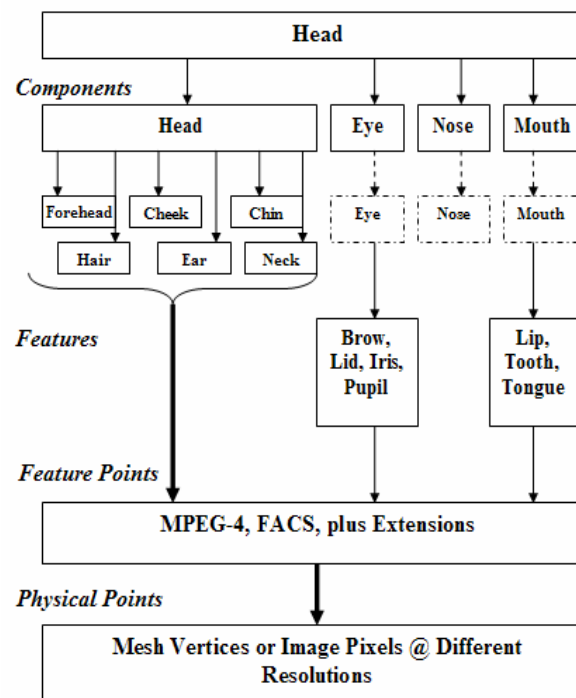 Head
Components
Head
Eye
Nose
Mouth
Forehead
Cheek
Chin
Eye
Nose
Mouth
Hair
Ear
Neck
Features
Brow,
Lid, Iris,
Pupil
Lip,
Tooth,
Tongue
Feature Points
MPEG-4, FACS, plus Extensions
Physical Points
Mesh Vertices or Image Pixels @ Different
Resolutions